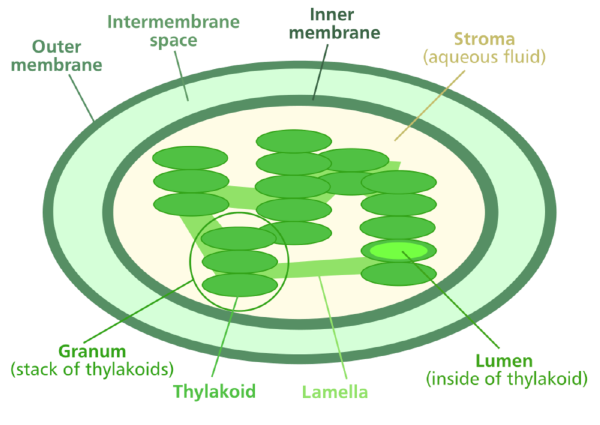 Outer
membrane
Intermembrane
space
Inner
membrane
Stroma
(aqueous fluid)
Granum
(stack of thylakoids)
Thylakoid
Lamella
Lumen
(inside of thylakoid)